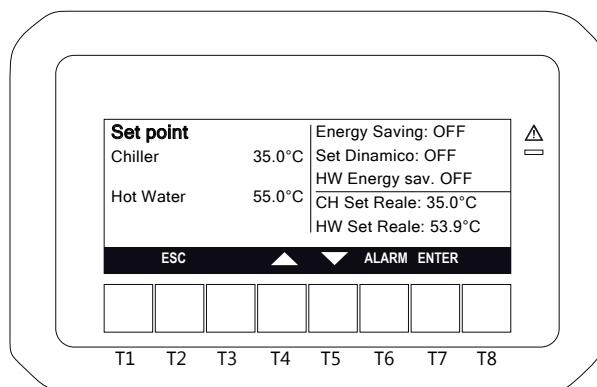 Set point
Chiller 35.0°C
Hot Water 55.0°C
Energy Saving: OFF
Set Dinamico: OFF
HW Energy sav. OFF
CH Set Reale: 35.0°C
HW Set Reale: 53.9°C
ESC ALARM ENTER
T1 T2 T3 T4 T5 T6 T7 T8